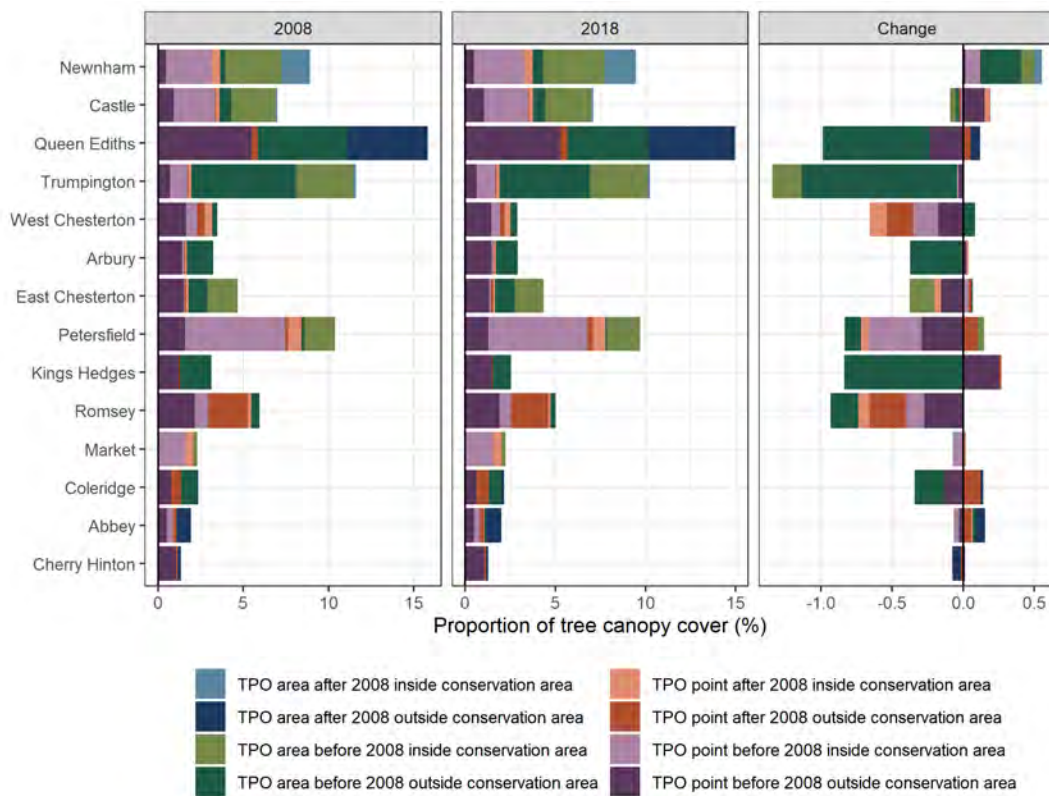 2008 2018 Change
Newnham
Castle
Queen Ediths
Trumpington
West Chesterton
Arbury
East Chesterton
Petersfield
Kings Hedges
Romsey
Market
Coleridge
Abbey
Cherry Hinton
0 5 10 15 0 5 10 15 -1.0 -0.5 0.0 0.5
Proportion of tree canopy cover (%)
TPO area after 2008 inside conservation area TPO point after 2008 inside conservation area
TPO area after 2008 outside conservation area TPO point after 2008 outside conservation area
TPO area before 2008 inside conservation area TPO point before 2008 inside conservation area
TPO area before 2008 outside conservation area TPO point before 2008 outside conservation area